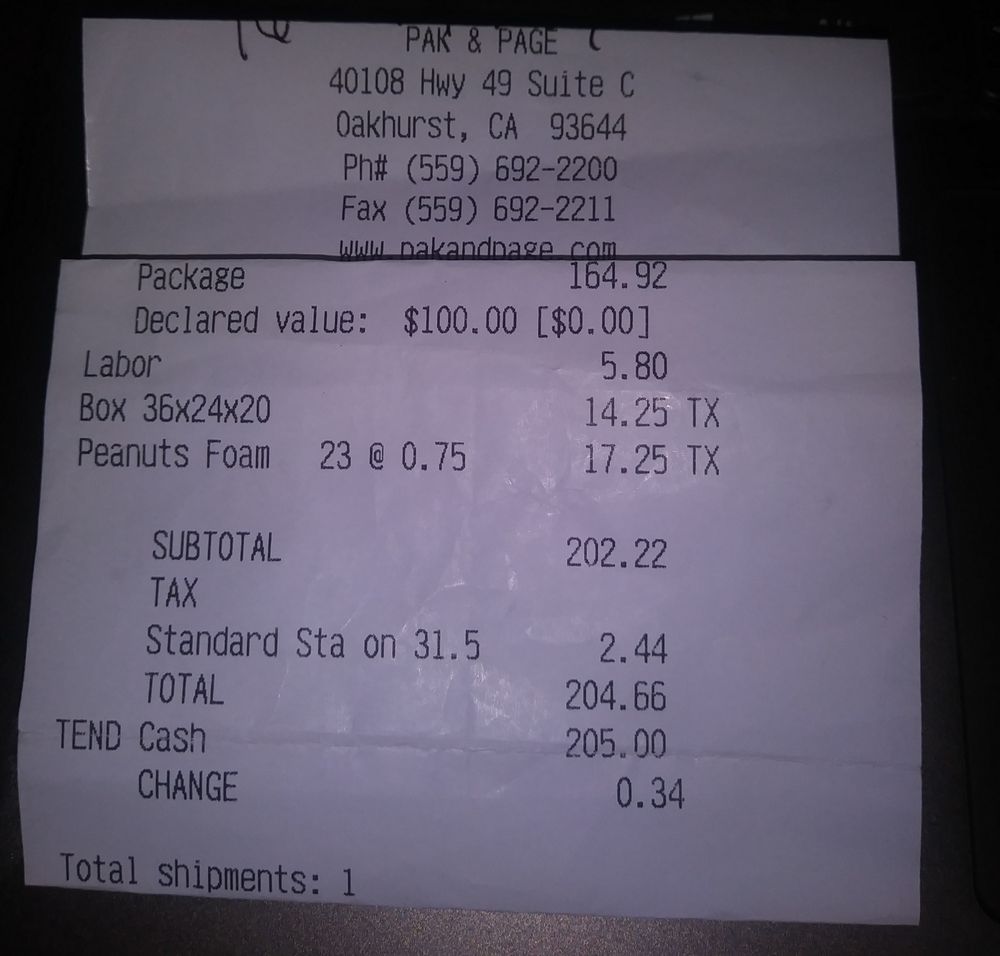 PAK & PAGE
40108 Hwy 49 Suite C
Oakhurst, CA 93644
Ph# (559) 692-2200
Fax (559) 692-2211
www.pakandpage.com
Package 164.92
Declared value: $100.00 [$0.00]
Labor 5.80
Box 36x24x20 14.25 TX
Peanuts Foam 23 @ 0.75 17.25 TX
SUBTOTAL 202.22
TAX
Standard Sta on 31.5 2.44
TOTAL 204.66
TEND Cash 205.00
CHANGE 0.34
Total shipments: 1